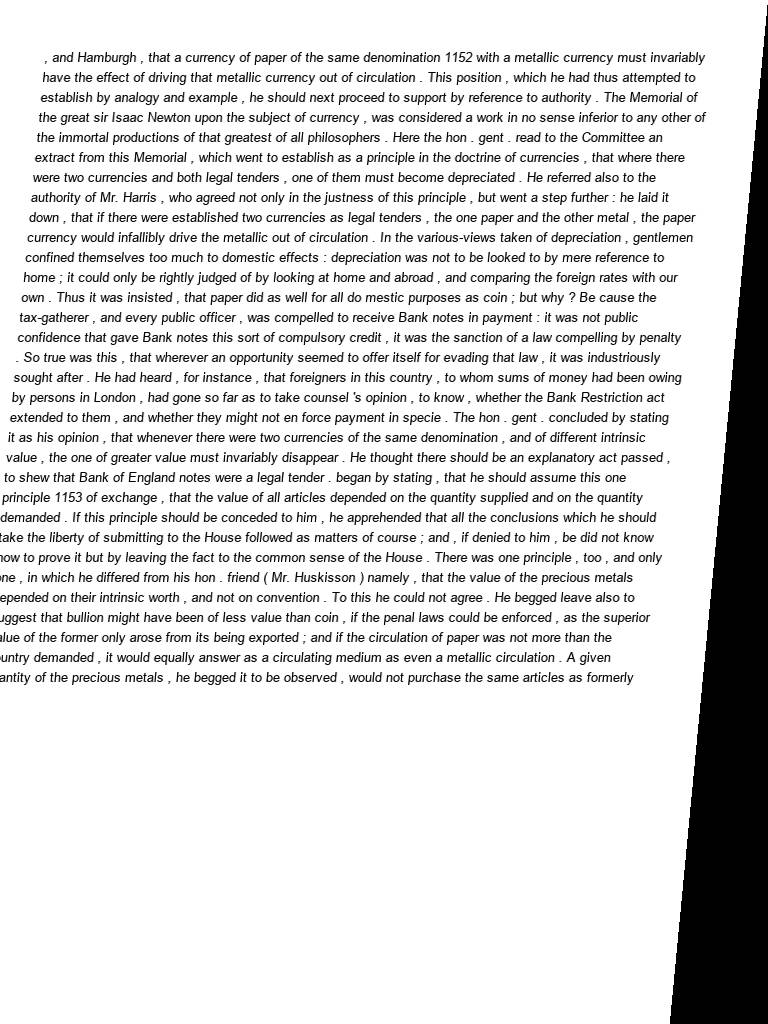 , and Hamburgh , that a currency of paper of the same denomination 1152 with a metallic currency must invariably
have the effect of driving that metallic currency out of circulation . This position , which he had thus attempted to
establish by analogy and example , he should next proceed to support by reference to authority . The Memorial of
the great sir Isaac Newton upon the subject of currency , was considered a work in no sense inferior to any other of
the immortal productions of that greatest of all philosophers . Here the hon . gent . read to the Committee an
extract from this Memorial , which went to establish as a principle in the doctrine of currencies , that where there
were two currencies and both legal tenders , one of them must become depreciated . He referred also to the
authority of Mr. Harris , who agreed not only in the justness of this principle , but went a step further : he laid it
down , that if there were established two currencies as legal tenders , the one paper and the other metal , the paper
currency would infallibly drive the metallic out of circulation . In the various-views taken of depreciation , gentlemen
confined themselves too much to domestic effects : depreciation was not to be looked to by mere reference to
home ; it could only be rightly judged of by looking at home and abroad , and comparing the foreign rates with our
own . Thus it was insisted , that paper did as well for all do mestic purposes as coin ; but why ? Be cause the
tax-gatherer , and every public officer , was compelled to receive Bank notes in payment : it was not public
confidence that gave Bank notes this sort of compulsory credit , it was the sanction of a law compelling by penalty
. So true was this , that wherever an opportunity seemed to offer itself for evading that law , it was industriously
sought after . He had heard , for instance , that foreigners in this country , to whom sums of money had been owing
by persons in London , had gone so far as to take counsel 's opinion , to know , whether the Bank Restriction act
extended to them , and whether they might not en force payment in specie . The hon . gent . concluded by stating
it as his opinion , that whenever there were two currencies of the same denomination , and of different intrinsic
value , the one of greater value must invariably disappear . He thought there should be an explanatory act passed ,
to shew that Bank of England notes were a legal tender . began by stating , that he should assume this one
principle 1153 of exchange , that the value of all articles depended on the quantity supplied and on the quantity
demanded . If this principle should be conceded to him , he apprehended that all the conclusions which he should
take the liberty of submitting to the House followed as matters of course ; and , if denied to him , be did not know
how to prove it but by leaving the fact to the common sense of the House . There was one principle , too , and only
one , in which he differed from his hon . friend ( Mr. Huskisson ) namely , that the value of the precious metals
epended on their intrinsic worth , and not on convention . To this he could not agree . He begged leave also to
uggest that bullion might have been of less value than coin , if the penal laws could be enforced , as the superior
alue of the former only arose from its being exported ; and if the circulation of paper was not more than the
untry demanded , it would equally answer as a circulating medium as even a metallic circulation . A given
antity of the precious metals , he begged it to be observed , would not purchase the same articles as formerly